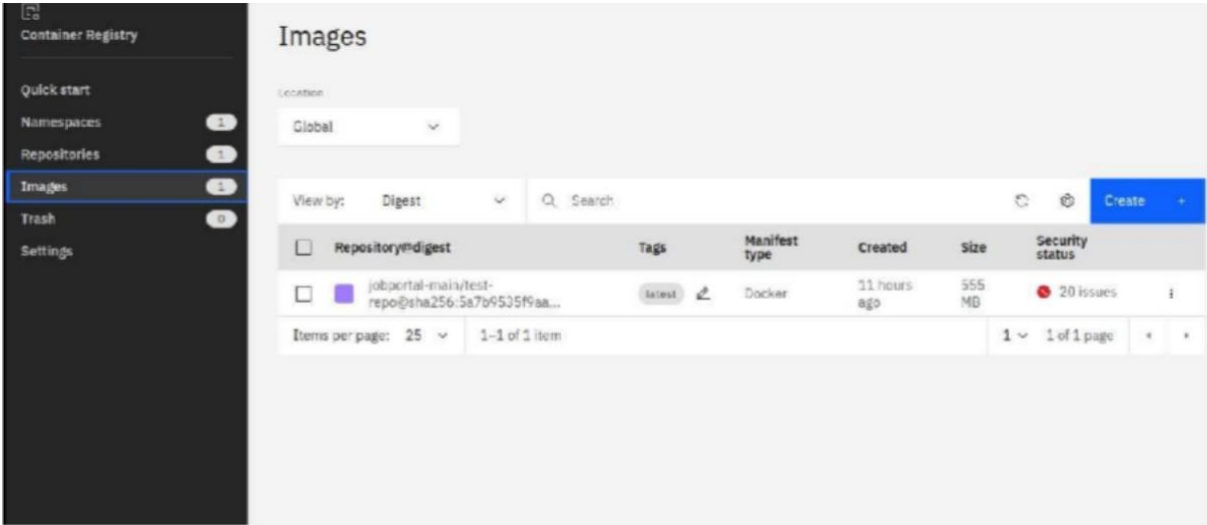 Container Registry
Quick start
Namespaces 1
Repositories 1
Images 1
Trash 0
Settings
Images
Location
Global
View by: Digest Search Create +
Repository@digest Tags Manifest type Created Size Security status
jobportal-main/test-
repo@sha256:5a7b9535f9aa... latest Docker 11 hours ago 555 MB 20 issues
Items per page: 25 1–1 of 1 item 1 1 of 1 page